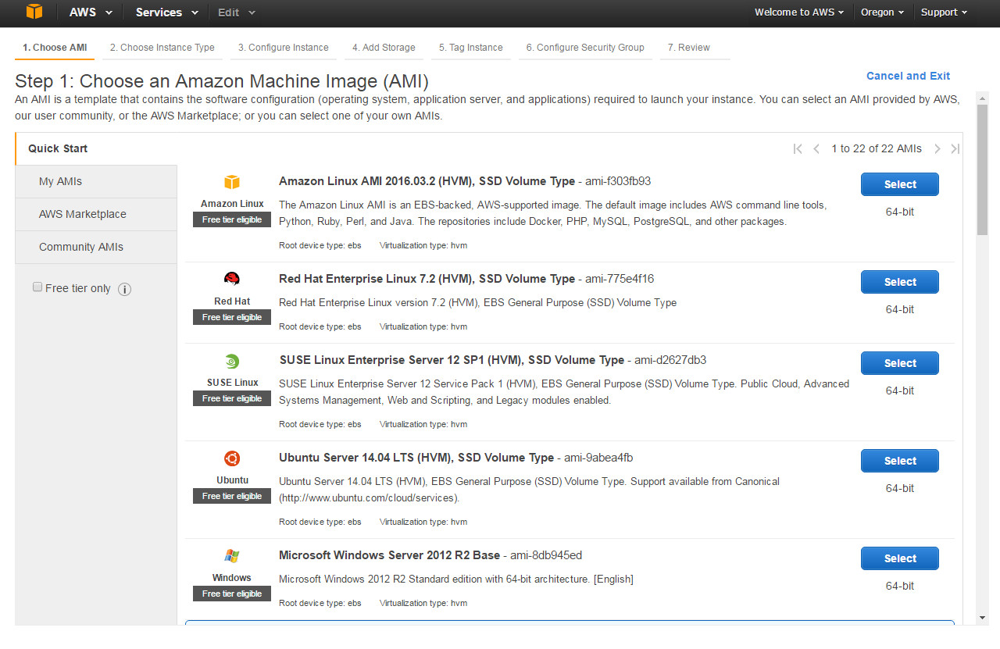 AWS Services Edit Welcome to AWS Oregon Support
1. Choose AMI 2. Choose Instance Type 3. Configure Instance 4. Add Storage 5. Tag Instance 6. Configure Security Group 7. Review
Step 1: Choose an Amazon Machine Image (AMI)
Cancel and Exit
An AMI is a template that contains the software configuration (operating system, application server, and applications) required to launch your instance. You can select an AMI provided by AWS,
our user community, or the AWS Marketplace; or you can select one of your own AMIs.
Quick Start
My AMIs
AWS Marketplace
Community AMIs
Free tier only
1 to 22 of 22 AMIs
Amazon Linux
Free tier eligible
Amazon Linux AMI 2016.03.2 (HVM), SSD Volume Type - ami-f303fb93
The Amazon Linux AMI is an EBS-backed, AWS-supported image. The default image includes AWS command line tools,
Python, Ruby, Perl, and Java. The repositories include Docker, PHP, MySQL, PostgreSQL, and other packages.
Root device type: ebs Virtualization type: hvm
Select
64-bit
Red Hat
Free tier eligible
Red Hat Enterprise Linux 7.2 (HVM), SSD Volume Type - ami-775e4f16
Red Hat Enterprise Linux version 7.2 (HVM), EBS General Purpose (SSD) Volume Type
Root device type: ebs Virtualization type: hvm
Select
64-bit
SUSE Linux
Free tier eligible
SUSE Linux Enterprise Server 12 SP1 (HVM), SSD Volume Type - ami-d2627db3
SUSE Linux Enterprise Server 12 Service Pack 1 (HVM), EBS General Purpose (SSD) Volume Type. Public Cloud, Advanced
Systems Management, Web and Scripting, and Legacy modules enabled.
Root device type: ebs Virtualization type: hvm
Select
64-bit
Ubuntu
Free tier eligible
Ubuntu Server 14.04 LTS (HVM), SSD Volume Type - ami-9abea4fb
Ubuntu Server 14.04 LTS (HVM), EBS General Purpose (SSD) Volume Type. Support available from Canonical
(http://www.ubuntu.com/cloud/services).
Root device type: ebs Virtualization type: hvm
Select
64-bit
Windows
Free tier eligible
Microsoft Windows Server 2012 R2 Base - ami-8db945ed
Microsoft Windows 2012 R2 Standard edition with 64-bit architecture. [English]
Root device type: ebs Virtualization type: hvm
Select
64-bit